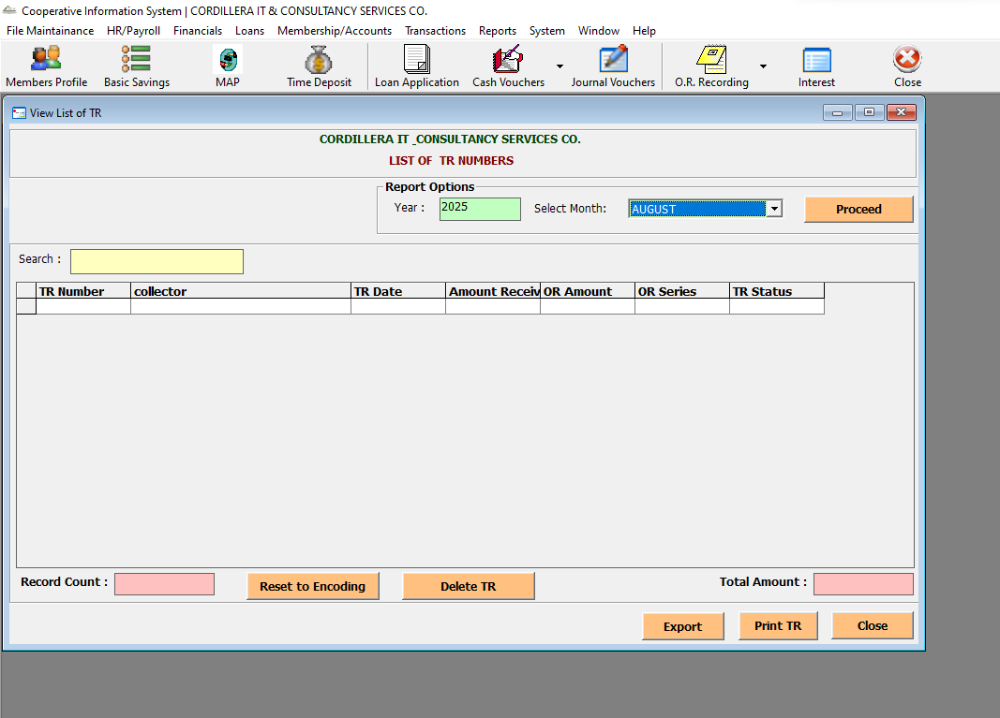 Cooperative Information System | CORDILLERA IT & CONSULTANCY SERVICES CO.
File Maintainance HR/Payroll Financials Loans Membership/Accounts Transactions Reports System Window Help
Members Profile Basic Savings MAP Time Deposit Loan Application Cash Vouchers Journal Vouchers O.R. Recording Interest Close
View List of TR
CORDILLERA IT _CONSULTANCY SERVICES CO.
LIST OF TR NUMBERS
Report Options
Year : 2025 Select Month: AUGUST Proceed
Search :
TR Number collector TR Date Amount Receiv OR Amount OR Series TR Status
Record Count : Reset to Encoding Delete TR Total Amount :
Export Print TR Close